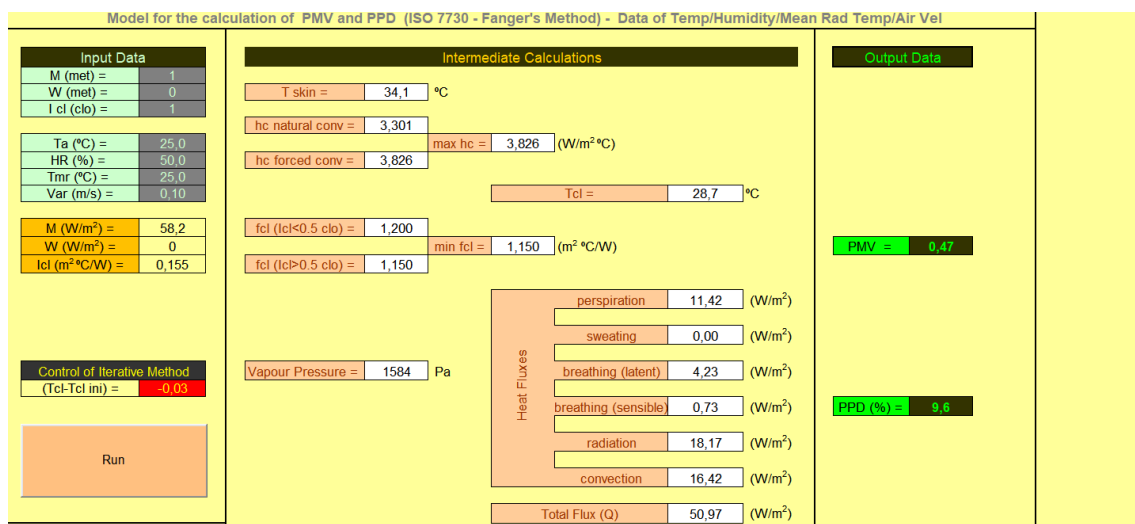 Model for the calculation of PMV and PPD (ISO 7730 - Fanger's Method) - Data of Temp/Humidity/Mean Rad Temp/Air Vel
Input Data
M (met) = 1
W (met) = 0
I cl (clo) = 1
Ta (ºC) = 25,0
HR (%) = 50,0
Tmr (ºC) = 25,0
Var (m/s) = 0,10
M (W/m²) = 58,2
W (W/m²) = 0
Icl (m² ºC/W) = 0,155
Control of Iterative Method
(Tcl-Tcl ini) = -0,03
Run
Intermediate Calculations
T skin = 34,1 ºC
hc natural conv = 3,301
max hc = 3,826 (W/m² ºC)
hc forced conv = 3,826
Tcl = 28,7 ºC
fcl (Icl<0.5 clo) = 1,200
min fcl = 1,150 (m² ºC/W)
fcl (Icl>0.5 clo) = 1,150
Heat Fluxes
perspiration 11,42 (W/m²)
sweating 0,00 (W/m²)
Vapour Pressure = 1584 Pa
breathing (latent) 4,23 (W/m²)
breathing (sensible) 0,73 (W/m²)
radiation 18,17 (W/m²)
convection 16,42 (W/m²)
Total Flux (Q) 50,97 (W/m²)
Output Data
PMV = 0,47
PPD (%) = 9,6